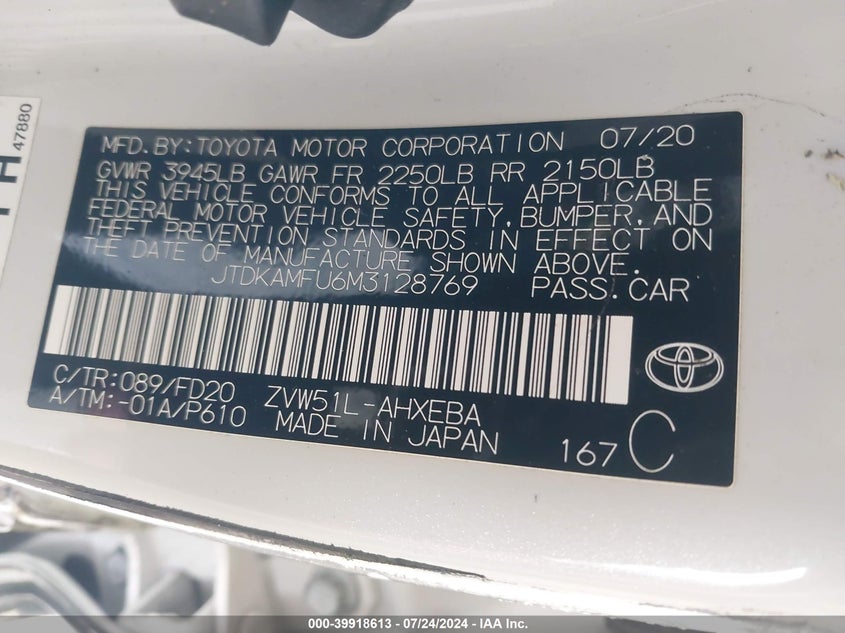 47880
MFD.BY:TOYOTA MOTOR CORPORATION 07/20
GVWR 3945LB GAWR FR 2250LB RR 2150LB
THIS VEHICLE CONFORMS TO ALL APPLICABLE
FEDERAL MOTOR VEHICLE SAFETY,BUMPER,AND
THEFT PREVENTION STANDARDS IN EFFECT ON
THE DATE OF MANUFACTURE SHOWN ABOVE.
JTDKAMFU6M3128769 PASS.CAR
C/TR:089/FD20 ZVW51L-AHXEBA
A/TM:-01A/P610 MADE IN JAPAN
167 C
000-39918613 / 07/24/2024 - IAA Inc.